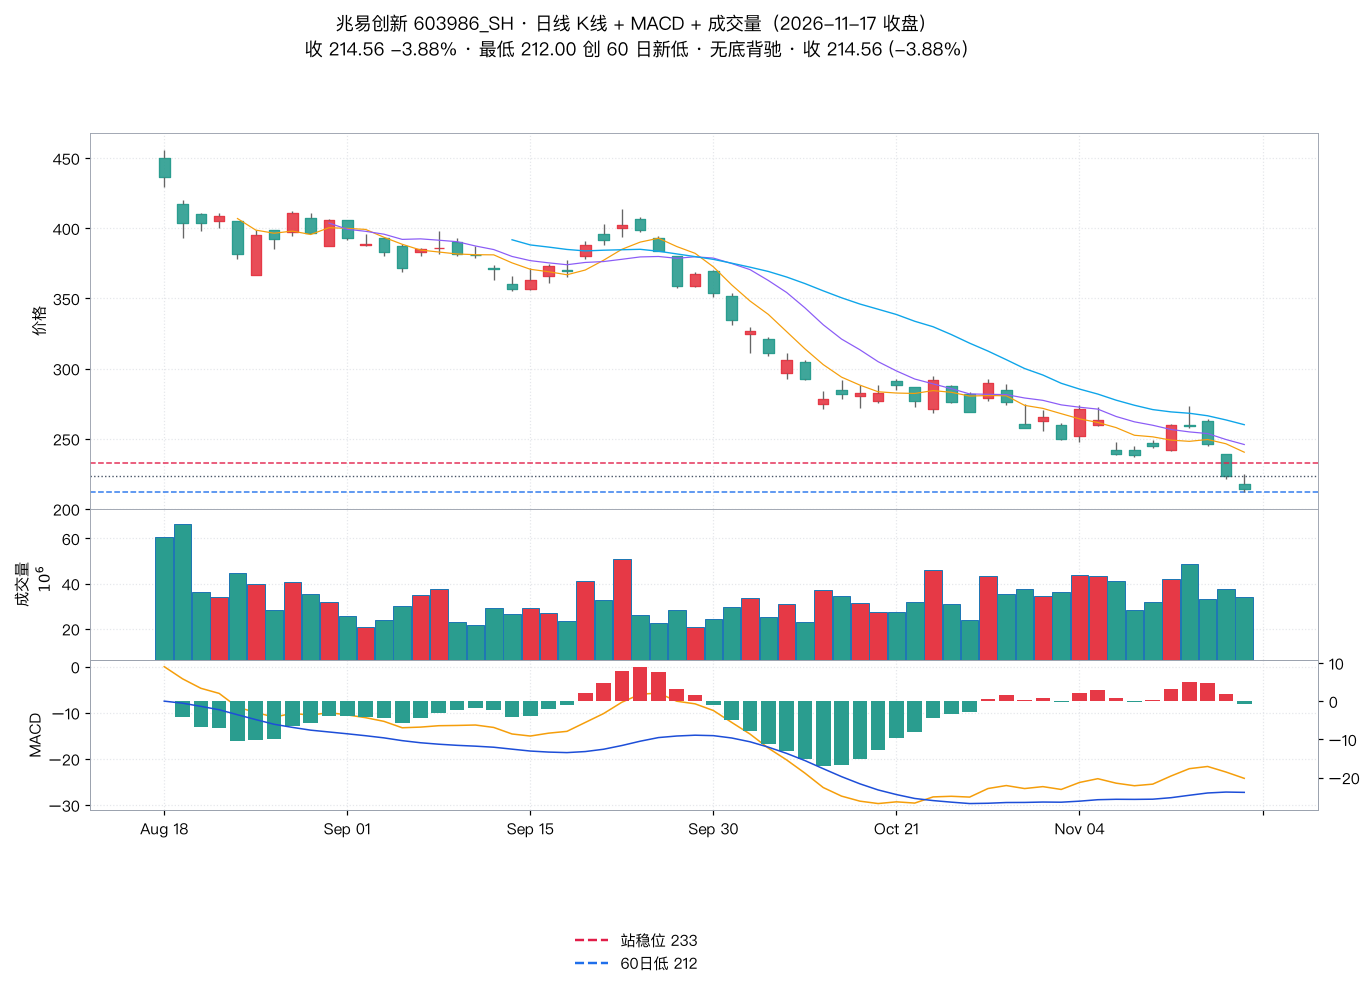 兆易创新 603986_SH · 日线 K线 + MACD + 成交量（2026-11-17 收盘）
收 214.56 −3.88% · 最低 212.00 创 60 日新低 · 无底背驰 · 收 214.56 (−3.88%)
价格
450
400
350
300
250
200
成交量
10⁶
60
40
20
MACD
0
−10
−20
−30
10
0
−10
−20
Aug 18
Sep 01
Sep 15
Sep 30
Oct 21
Nov 04
站稳位 233
60日低 212